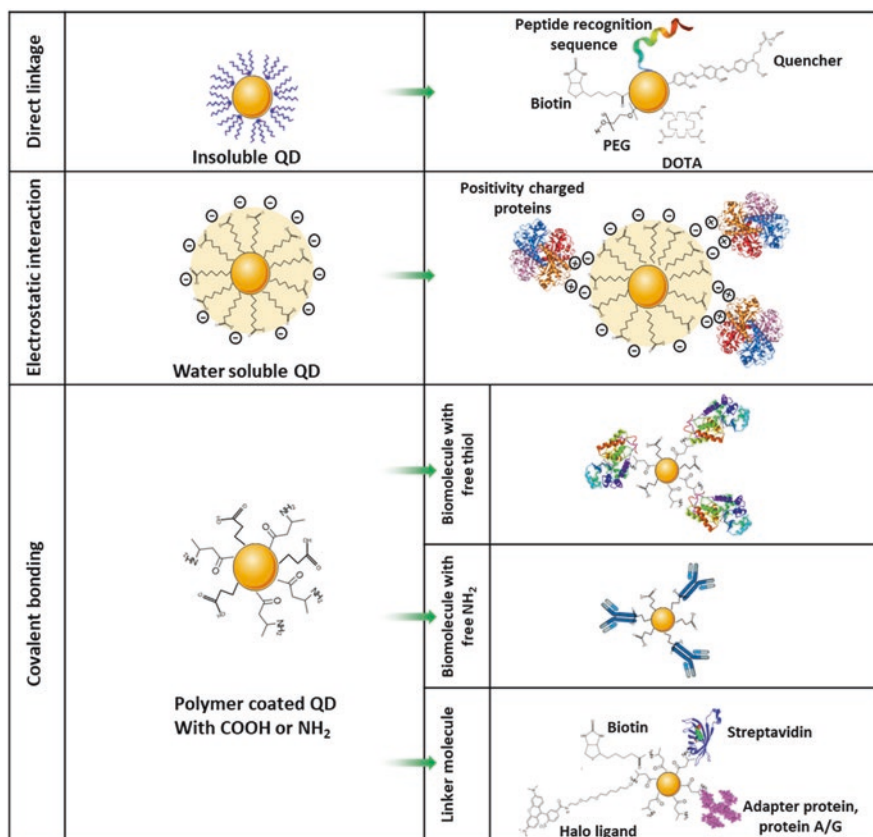 Direct linkage
Insoluble QD
Peptide recognition
sequence
Quencher
Biotin
PEG
DOTA
Electrostatic interaction
Water soluble QD
Positivity charged
proteins
Covalent bonding
Polymer coated QD
With COOH or NH₂
Biomolecule with
free thiol
Biomolecule with
free NH₂
Linker molecule
Biotin
Streptavidin
Halo ligand
Adapter protein,
protein A/G